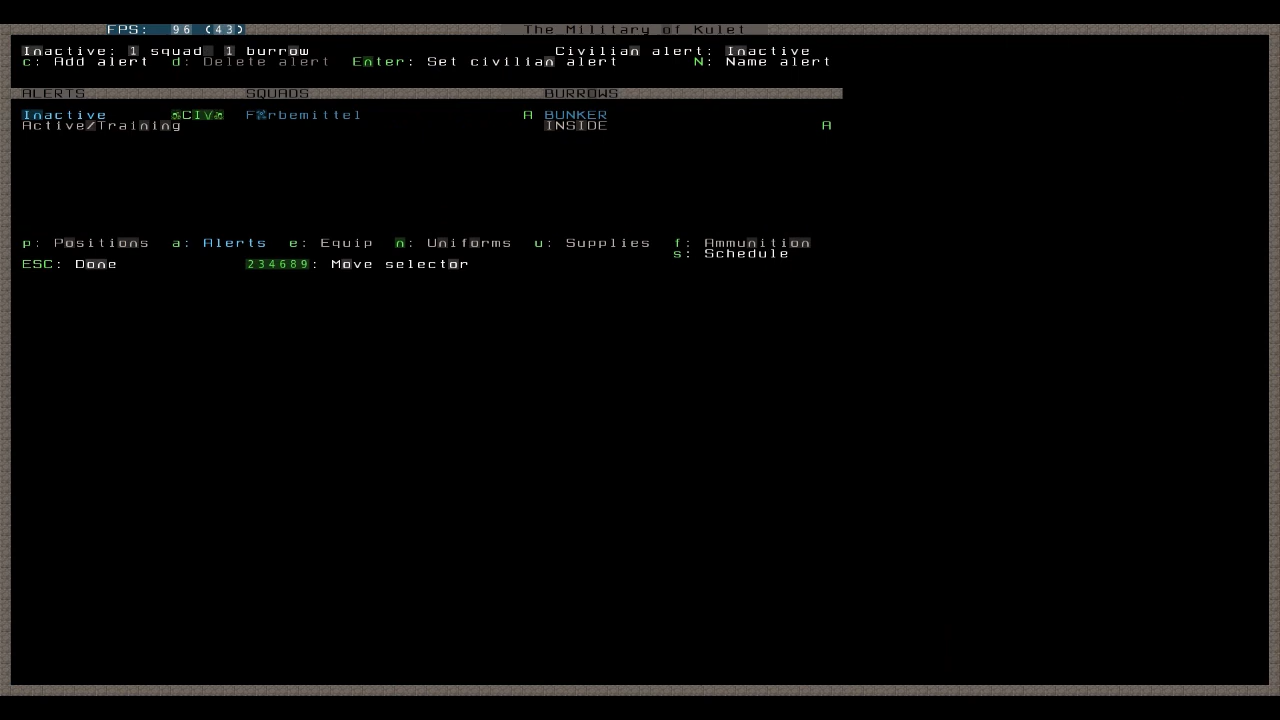 FPS: 96 (43) The Military of Kulet
Inactive: 1 squad 1 burrow Civilian alert: Inactive
c: Add alert d: Delete alert Enter: Set civilian alert N: Name alert
ALERTS SQUADS BURROWS
Inactive CIV A BUNKER
Active/Training INSIDE A
p: Positions a: Alerts e: Equip n: Uniforms u: Supplies f: Ammunition
s: Schedule
ESC: Done 234689: Move selector